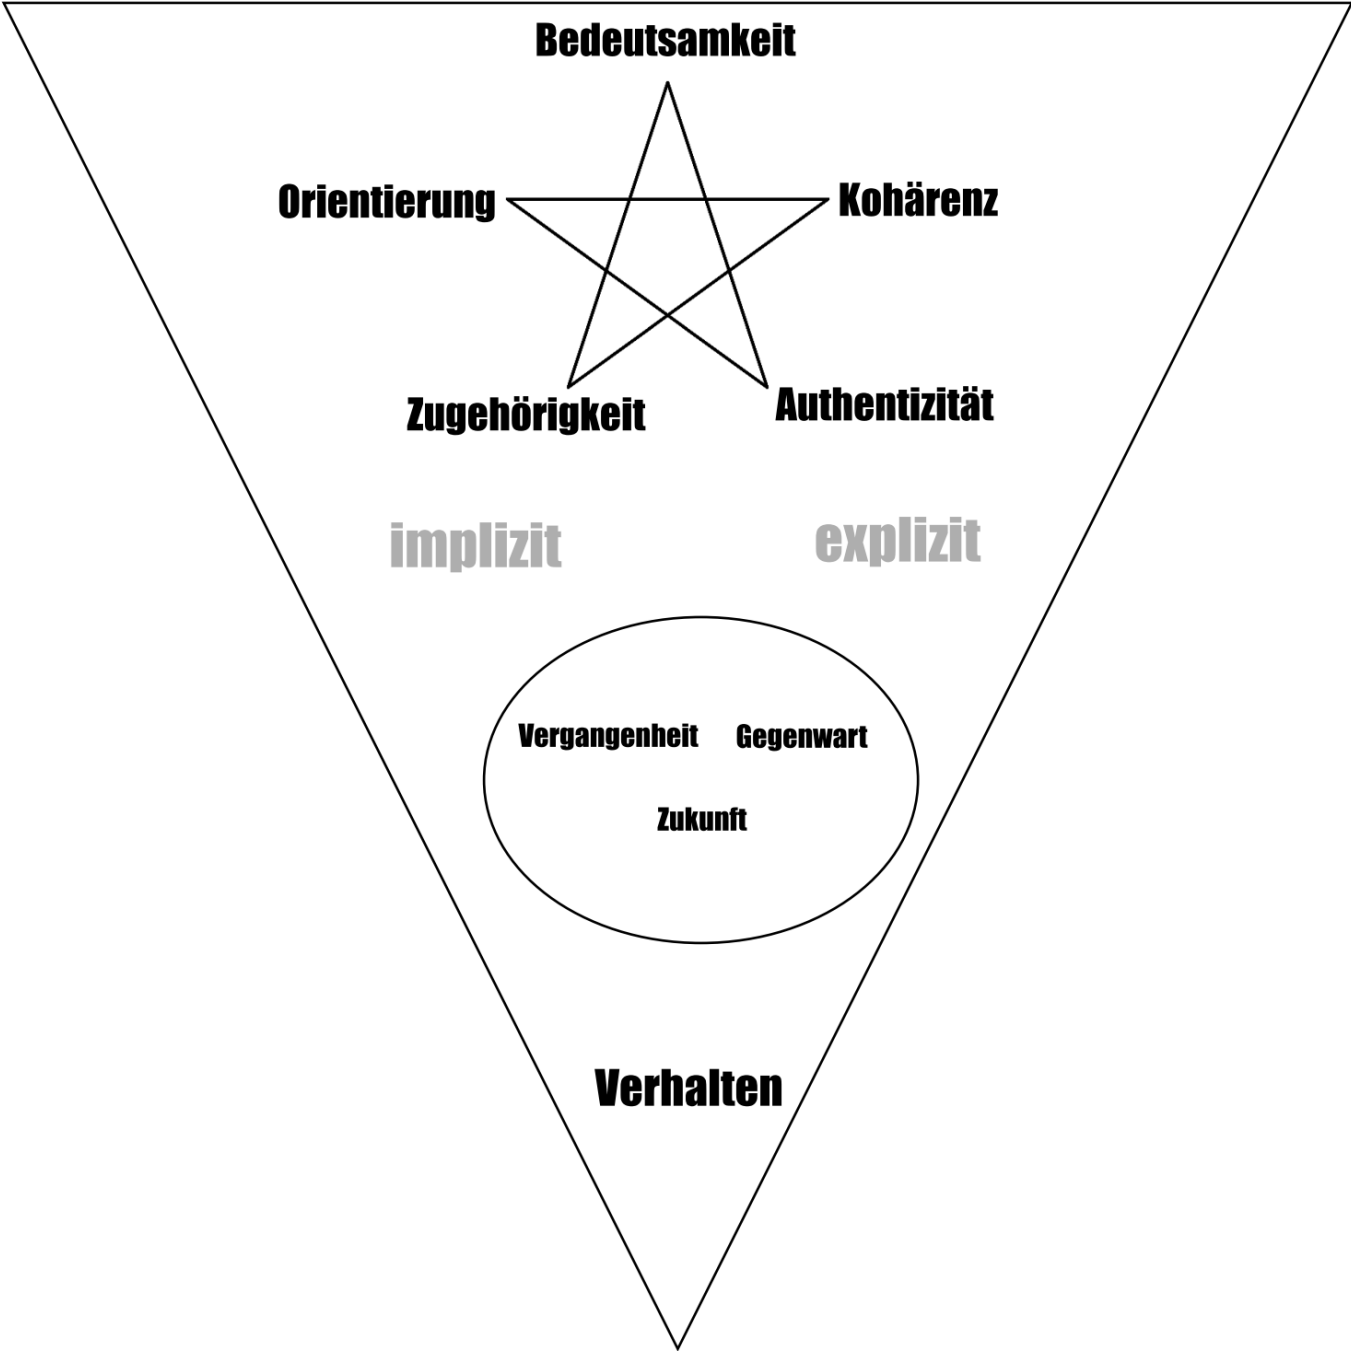 Bedeutsamkeit
Orientierung Kohärenz
Zugehörigkeit Authentizität
implizit explizit
Vergangenheit Gegenwart
Zukunft
Verhalten